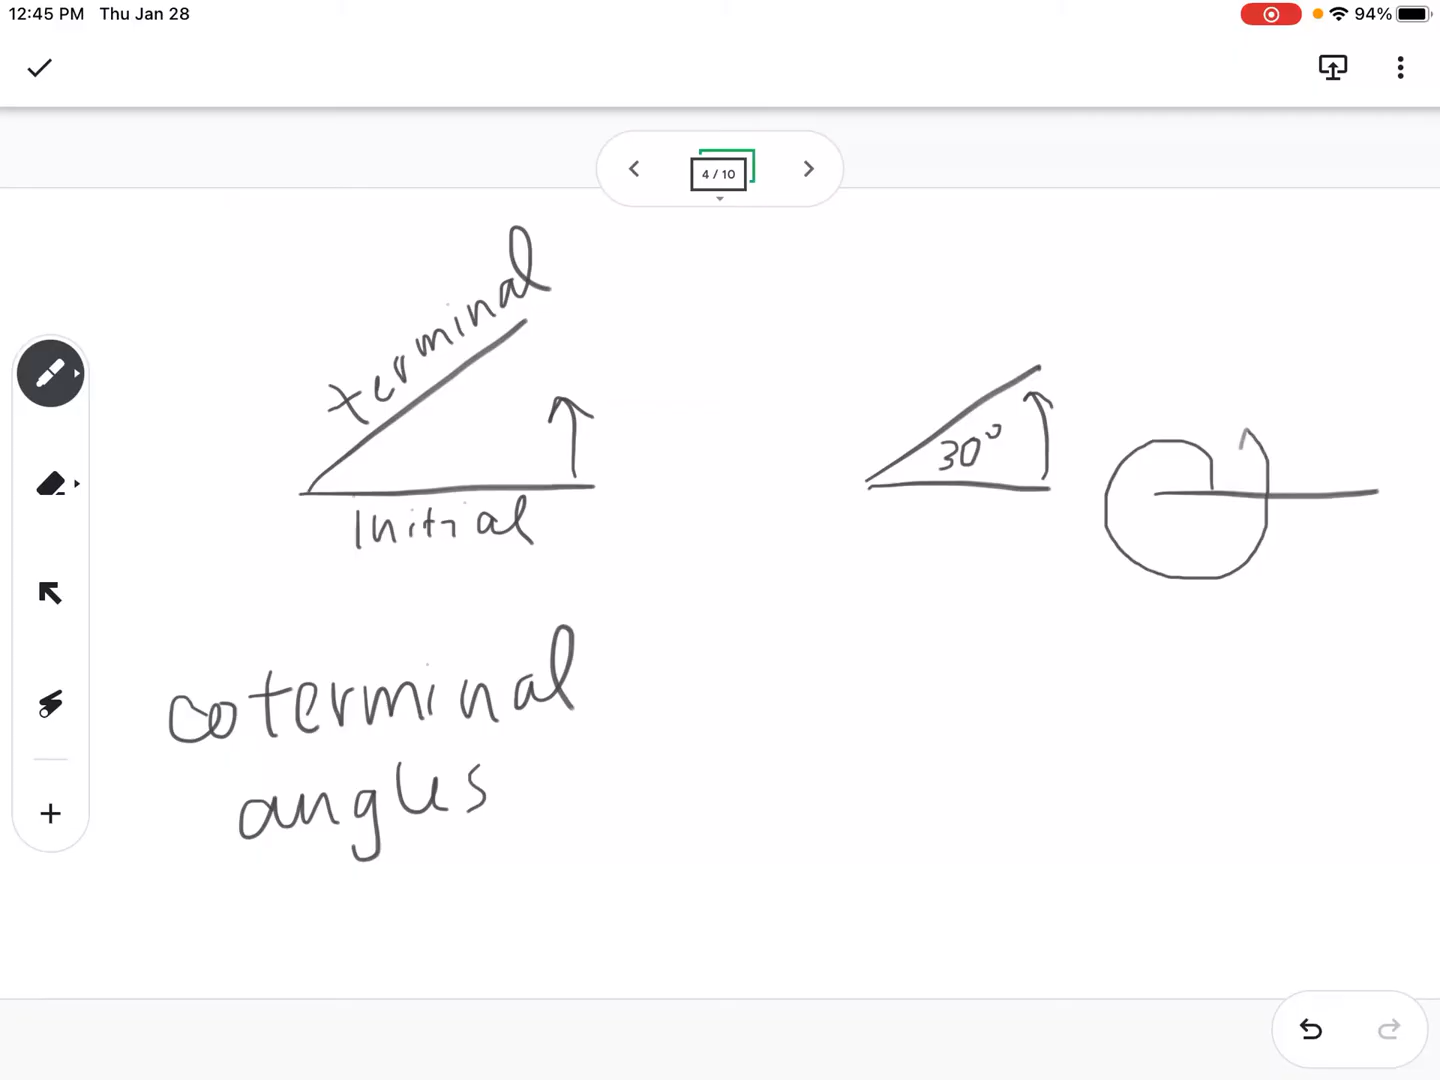 12:45 PM Thu Jan 28
94%
4 / 10
terminal
Initial
30°
coterminal
angles